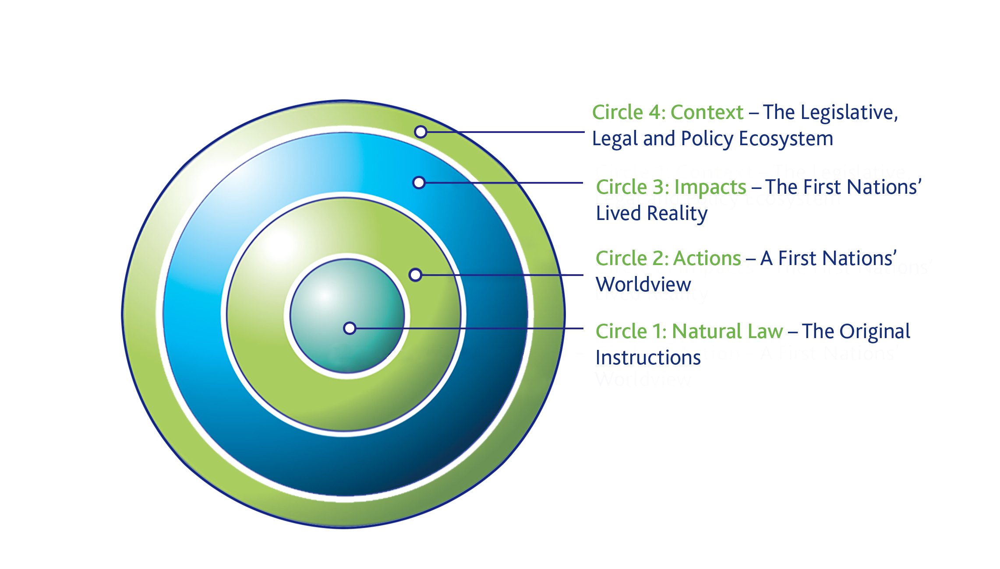 Circle 4: Context – The Legislative,
Legal and Policy Ecosystem
Circle 3: Impacts – The First Nations’
Lived Reality
Circle 2: Actions – A First Nations’
Worldview
Circle 1: Natural Law – The Original
Instructions